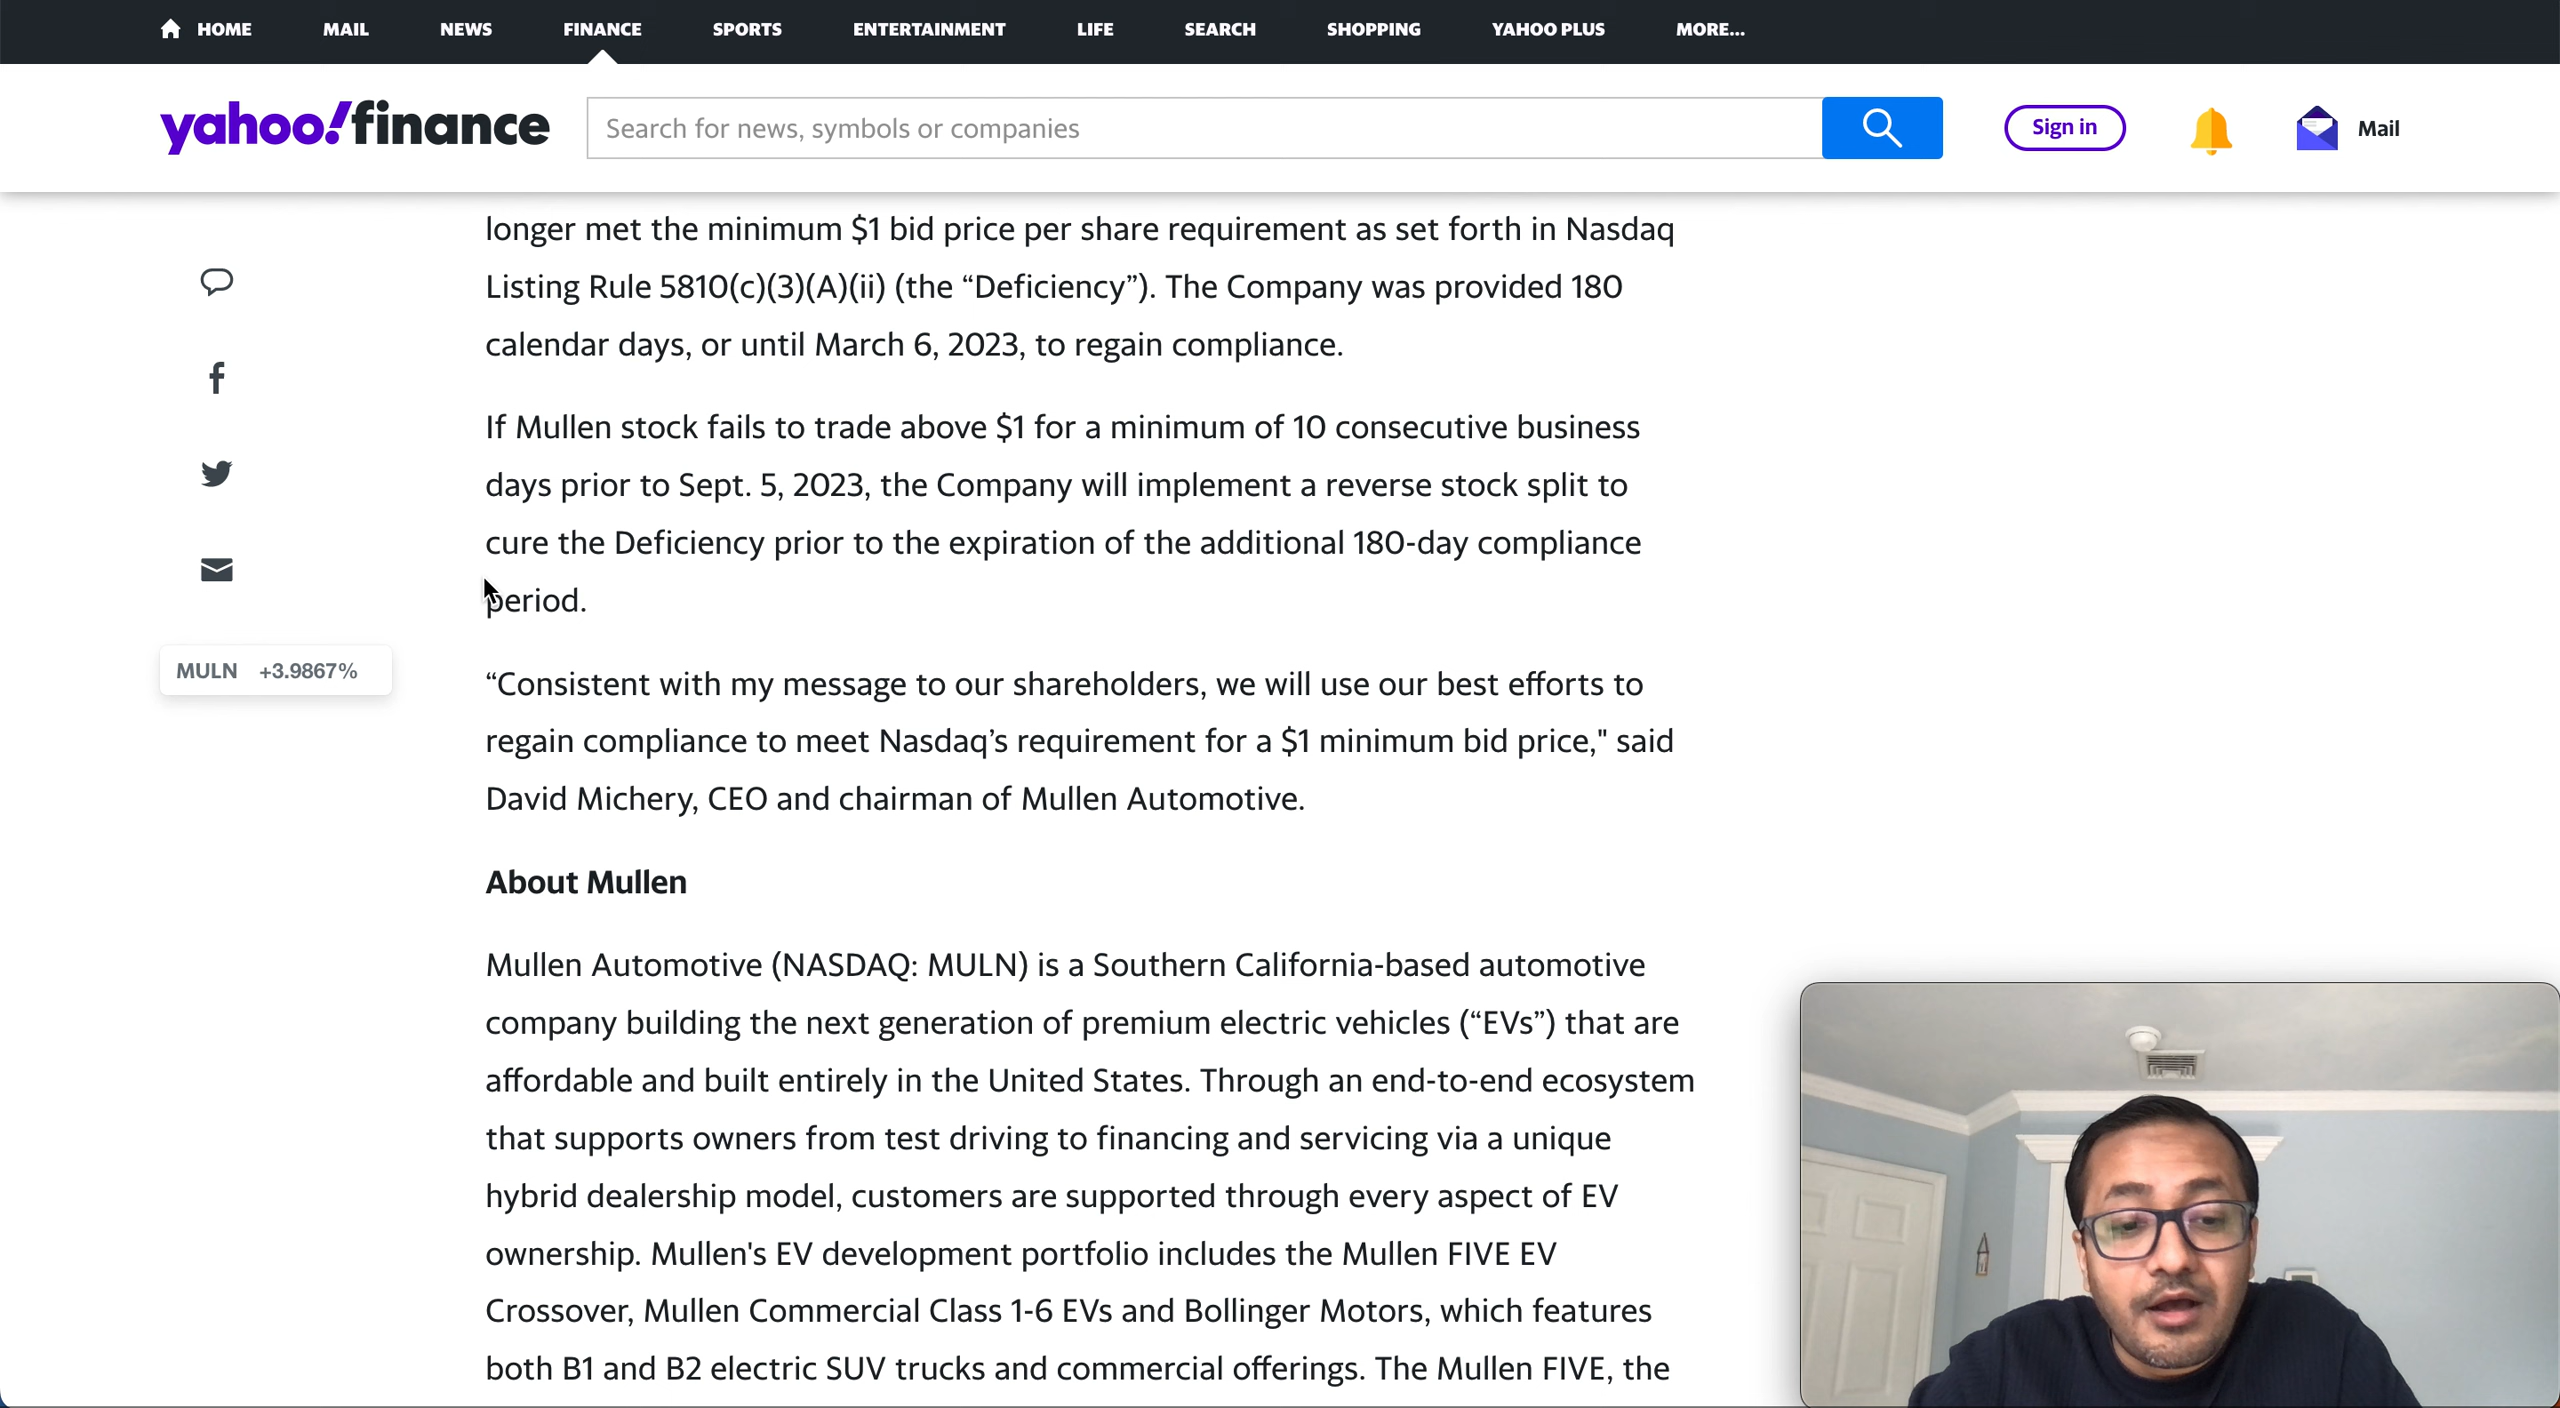 HOME MAIL NEWS FINANCE SPORTS ENTERTAINMENT LIFE SEARCH SHOPPING YAHOO PLUS MORE...
yahoo!finance Search for news, symbols or companies Sign in Mail
longer met the minimum $1 bid price per share requirement as set forth in Nasdaq
Listing Rule 5810(c)(3)(A)(ii) (the “Deficiency”). The Company was provided 180
calendar days, or until March 6, 2023, to regain compliance.
If Mullen stock fails to trade above $1 for a minimum of 10 consecutive business
days prior to Sept. 5, 2023, the Company will implement a reverse stock split to
cure the Deficiency prior to the expiration of the additional 180-day compliance
period.
MULN +3.9867%
“Consistent with my message to our shareholders, we will use our best efforts to
regain compliance to meet Nasdaq’s requirement for a $1 minimum bid price," said
David Michery, CEO and chairman of Mullen Automotive.
About Mullen
Mullen Automotive (NASDAQ: MULN) is a Southern California-based automotive
company building the next generation of premium electric vehicles (“EVs”) that are
affordable and built entirely in the United States. Through an end-to-end ecosystem
that supports owners from test driving to financing and servicing via a unique
hybrid dealership model, customers are supported through every aspect of EV
ownership. Mullen's EV development portfolio includes the Mullen FIVE EV
Crossover, Mullen Commercial Class 1-6 EVs and Bollinger Motors, which features
both B1 and B2 electric SUV trucks and commercial offerings. The Mullen FIVE, the